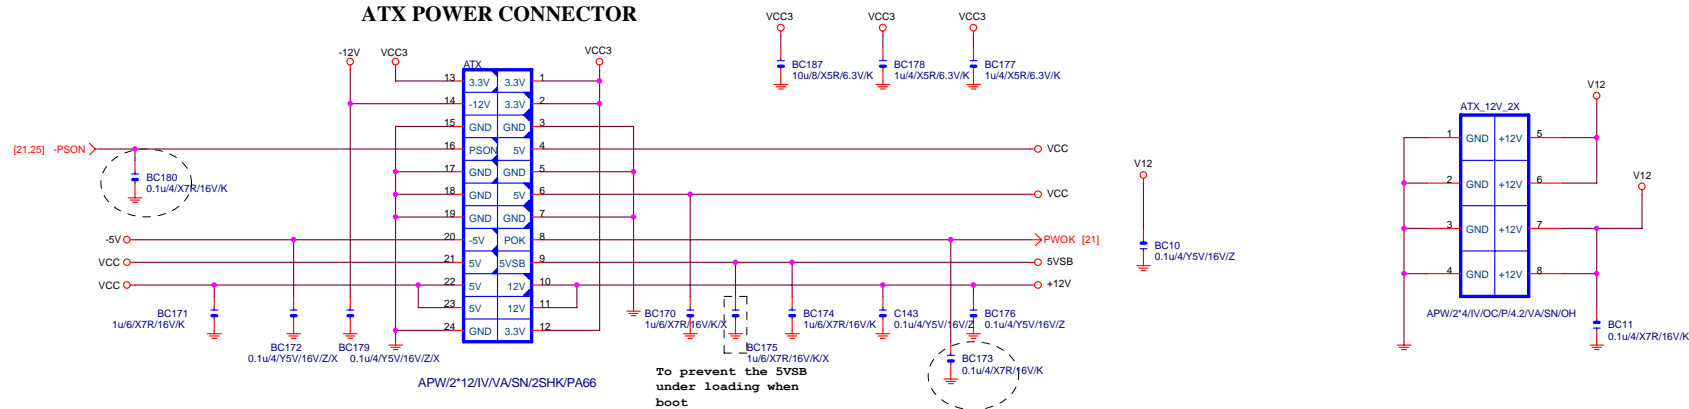 ATX POWER CONNECTOR
VCC3
VCC3
VCC3
BC187
10u/8/X5R/6.3V/K
BC178
1u/4/X5R/6.3V/K
BC177
1u/4/X5R/6.3V/K
-12V
VCC3
VCC3
ATX
13 3.3V 3.3V 1
14 -12V 3.3V 2
15 GND GND 3
16 PSON 5V 4
17 GND GND 5
18 GND 5V 6
19 GND GND 7
20 -5V POK 8
21 5V 5VSB 9
22 5V 12V 10
23 5V 12V 11
24 GND 3.3V 12
[21,25] -PSON
BC180
0.1u/4/X7R/16V/K
-5V
VCC
VCC
BC171
1u/6/X7R/16V/K
BC172
0.1u/4/Y5V/16V/Z/X
BC179
0.1u/4/Y5V/16V/Z/X
APW/2*12/IV/VA/SN/2SHK/PA66
VCC
VCC
PWOK [21]
5VSB
+12V
BC170
1u/6/X7R/16V/K/X
BC175
1u/6/X7R/16V/K/X
BC174
1u/6/X7R/16V/K
C143
0.1u/4/Y5V/16V/Z
BC176
0.1u/4/Y5V/16V/Z
BC173
0.1u/4/X7R/16V/K
To prevent the 5VSB
under loading when
boot
V12
BC10
0.1u/4/Y5V/16V/Z
V12
ATX_12V_2X
1 GND +12V 5
2 GND +12V 6
3 GND +12V 7
4 GND +12V 8
V12
APW/2*4/IV/OC/P/4.2/VA/SN/OH
BC11
0.1u/4/X7R/16V/K